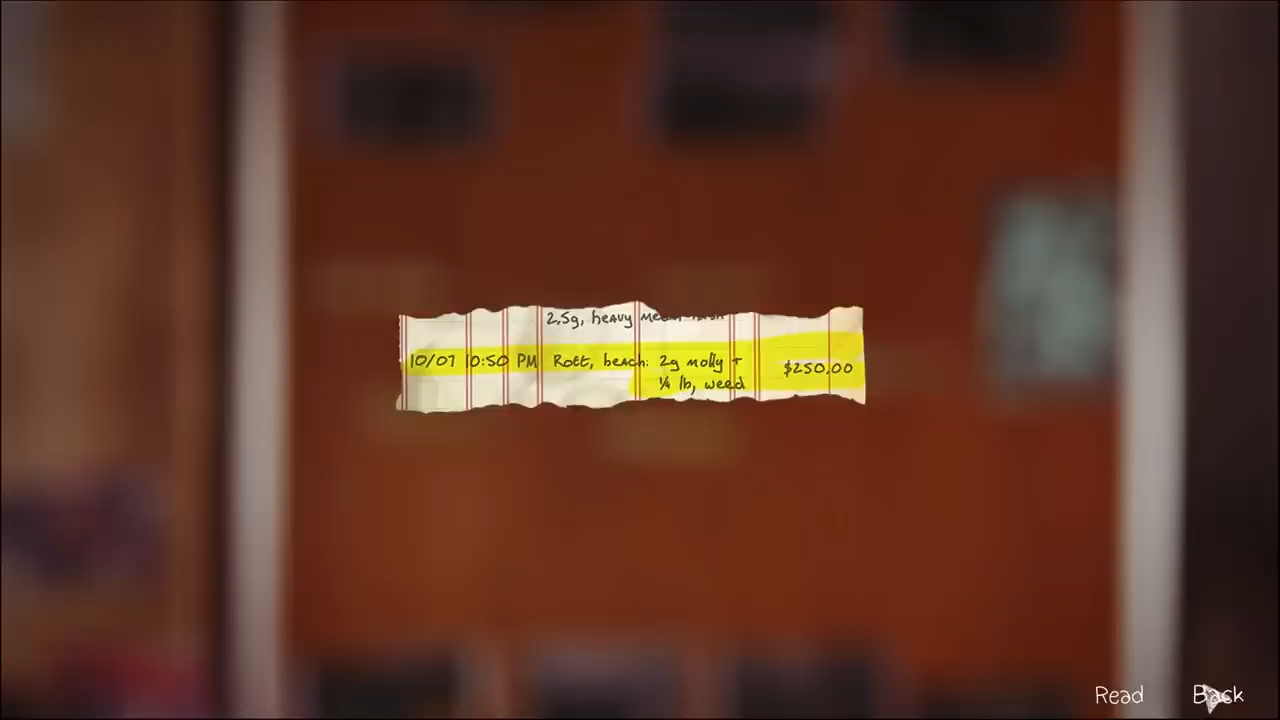 2.5g, heavy
10/07 10:50 PM Rott, beach: 2g molly + $250.00
1/4 lb, weed
Read Back